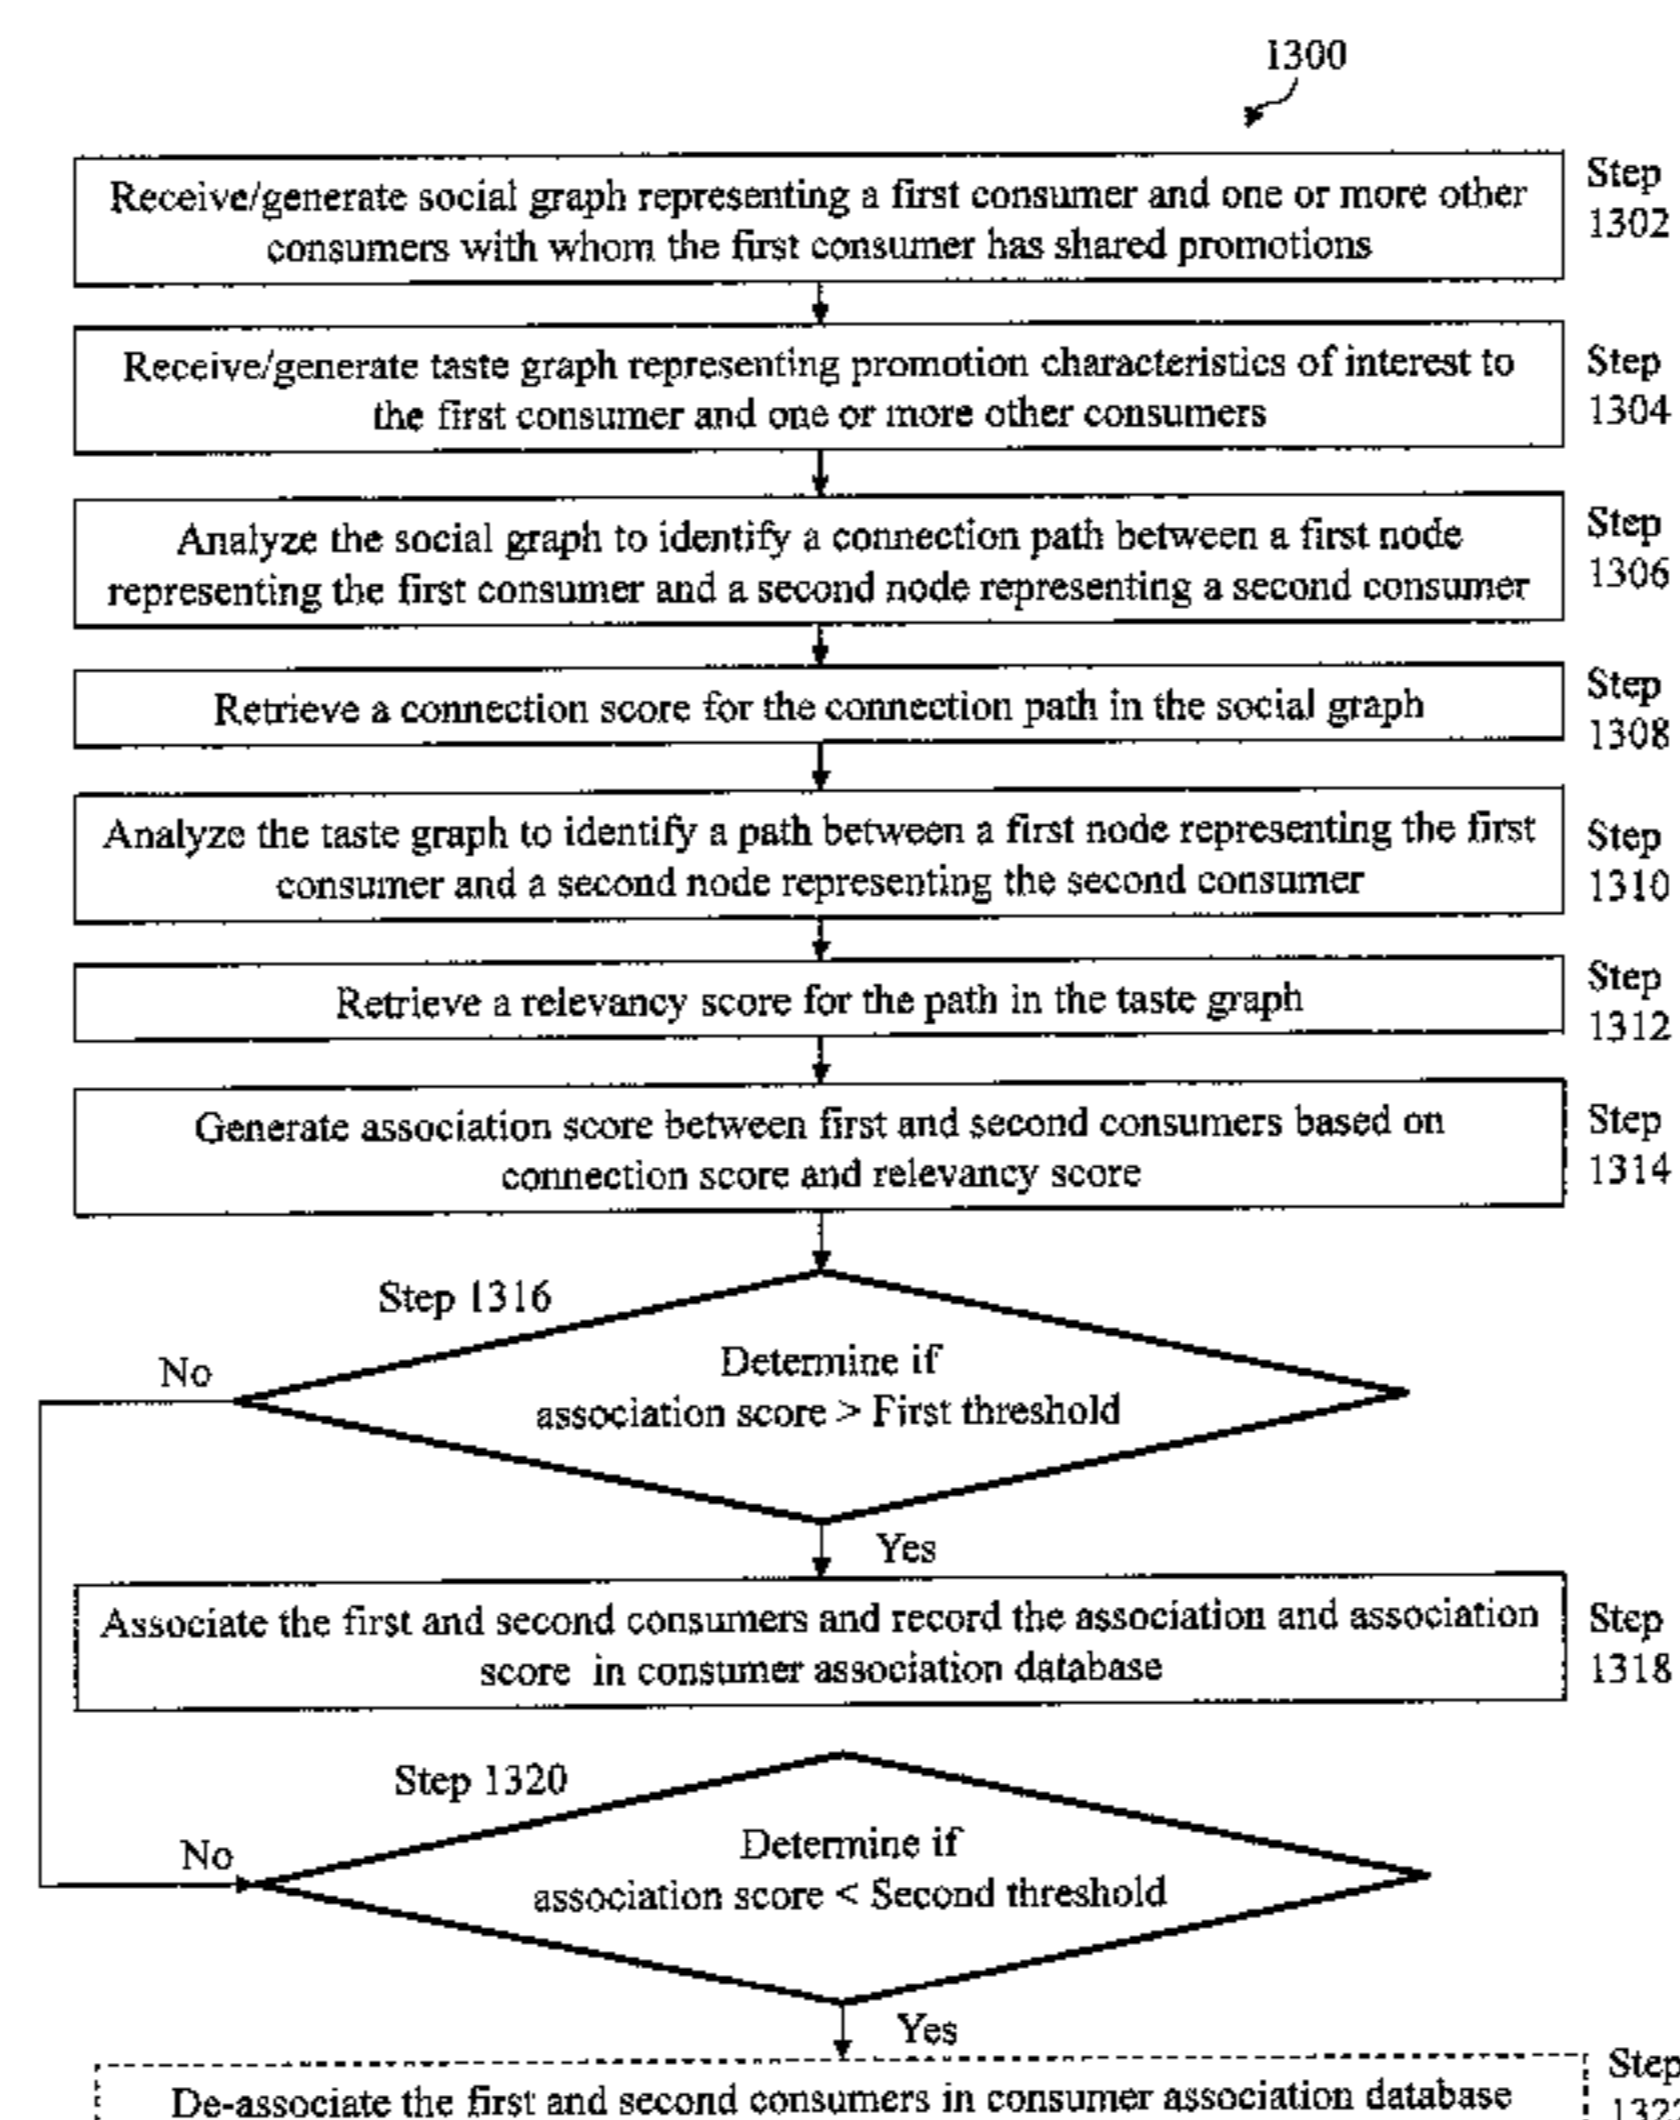 1300
Receive/generate social graph representing a first consumer and one or more other
consumers with whom the first consumer has shared promotions
Step
1302
Receive/generate taste graph representing promotion characteristics of interest to
the first consumer and one or more other consumers
Step
1304
Analyze the social graph to identify a connection path between a first node
representing the first consumer and a second node representing a second consumer
Step
1306
Retrieve a connection score for the connection path in the social graph
Step
1308
Analyze the taste graph to identify a path between a first node representing the first
consumer and a second node representing the second consumer
Step
1310
Retrieve a relevancy score for the path in the taste graph
Step
1312
Generate association score between first and second consumers based on
connection score and relevancy score
Step
1314
Step 1316
No
Determine if
association score > First threshold
Yes
Associate the first and second consumers and record the association and association
score in consumer association database
Step
1318
Step 1320
No
Determine if
association score < Second threshold
Yes
De-associate the first and second consumers in consumer association database
Step